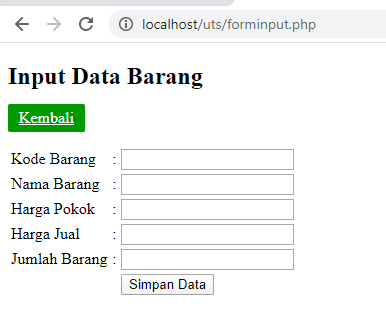 localhost/uts/forminput.php
Input Data Barang
Kembali
Kode Barang :
Nama Barang :
Harga Pokok :
Harga Jual :
Jumlah Barang :
Simpan Data